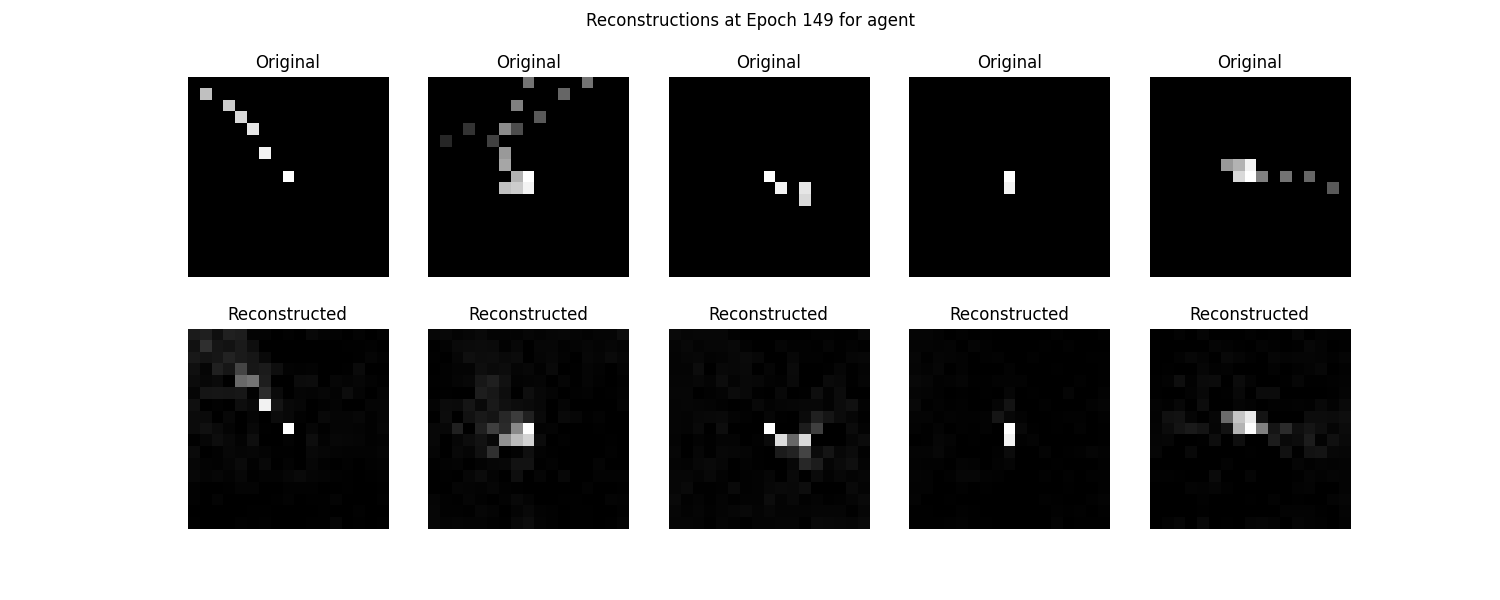 Reconstructions at Epoch 149 for agent
Original Original Original Original Original
Reconstructed Reconstructed Reconstructed Reconstructed Reconstructed